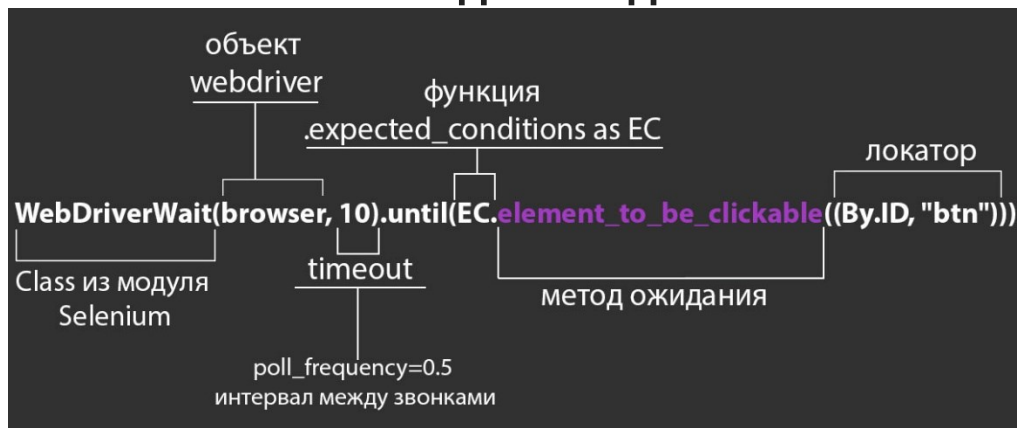 объект
webdriver
функция
.expected_conditions as EC
локатор
WebDriverWait(browser, 10).until(EC.element_to_be_clickable((By.ID, "btn")))
Class из модуля
Selenium
timeout
метод ожидания
poll_frequency=0.5
интервал между звонками